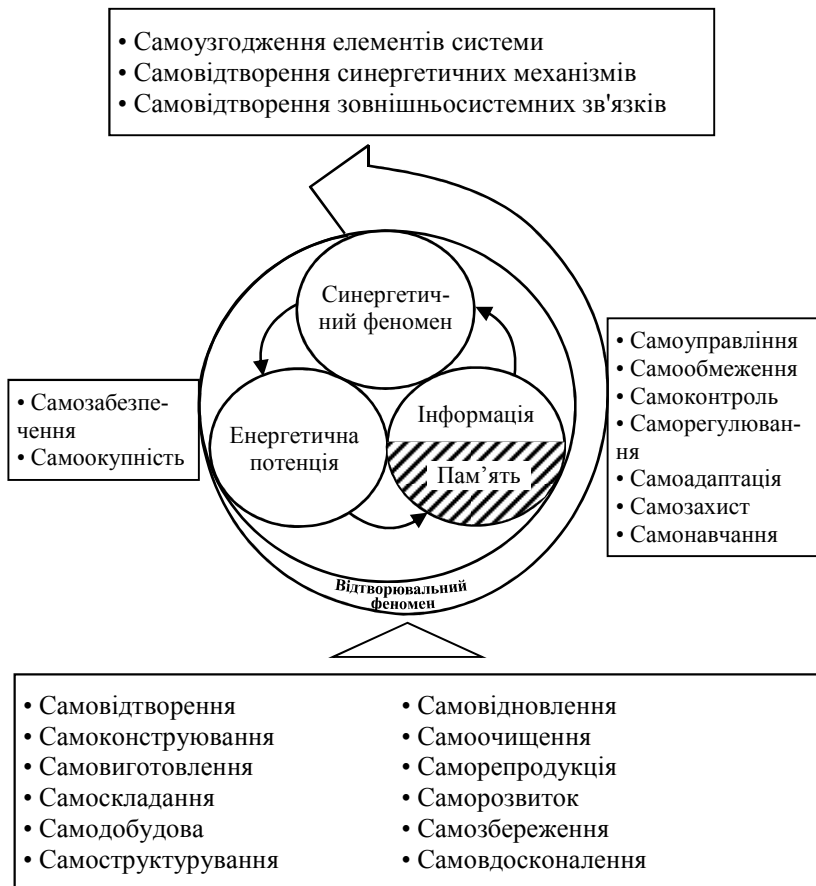 • Самоузгодження елементів системи
• Самовідтворення синергетичних механізмів
• Самовідтворення зовнішньосистемних зв'язків
Синергетич-
ний феномен
• Самозабезпе-
чення
• Самоокупність
Енергетична
потенція
Інформація
Пам’ять
• Самоуправління
• Самообмеження
• Самоконтроль
• Саморегулюван-
ня
• Самоадаптація
• Самозахист
• Самонавчання
Відтворювальний
феномен
• Самовідтворення
• Самоконструювання
• Самовиготовлення
• Самоскладання
• Самодобудова
• Самоструктурування
• Самовідновлення
• Самоочищення
• Саморепродукція
• Саморозвиток
• Самозбереження
• Самовдосконалення